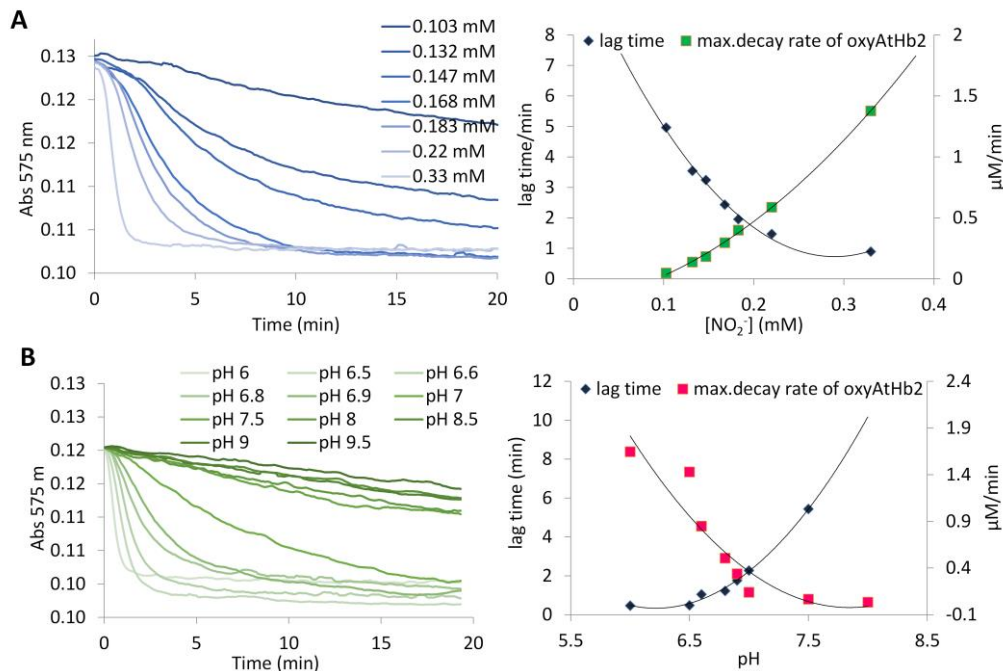 A
0.13
0.12
0.12
0.11
0.11
0.10
Abs 575 nm
0 5 10 15 20
Time (min)
0.103 mM
0.132 mM
0.147 mM
0.168 mM
0.183 mM
0.22 mM
0.33 mM
lag time max.decay rate of oxyAtHb2
8
7
6
5
4
3
2
1
0
lag time/min
2
1.5
1
0.5
0
µM/min
0 0.1 0.2 0.3 0.4
[NO₂⁻] (mM)
B
pH 6 pH 6.5 pH 6.6
pH 6.8 pH 6.9 pH 7
pH 7.5 pH 8 pH 8.5
pH 9 pH 9.5
0.13
0.13
0.12
0.12
0.11
0.11
0.10
0.10
Abs 575 m
0 5 10 15 20
Time (min)
lag time max.decay rate of oxyAtHb2
12
10
8
6
4
2
0
lag time (min)
2.4
1.9
1.4
0.9
0.4
-0.1
µM/min
5.5 6.5 7.5 8.5
pH